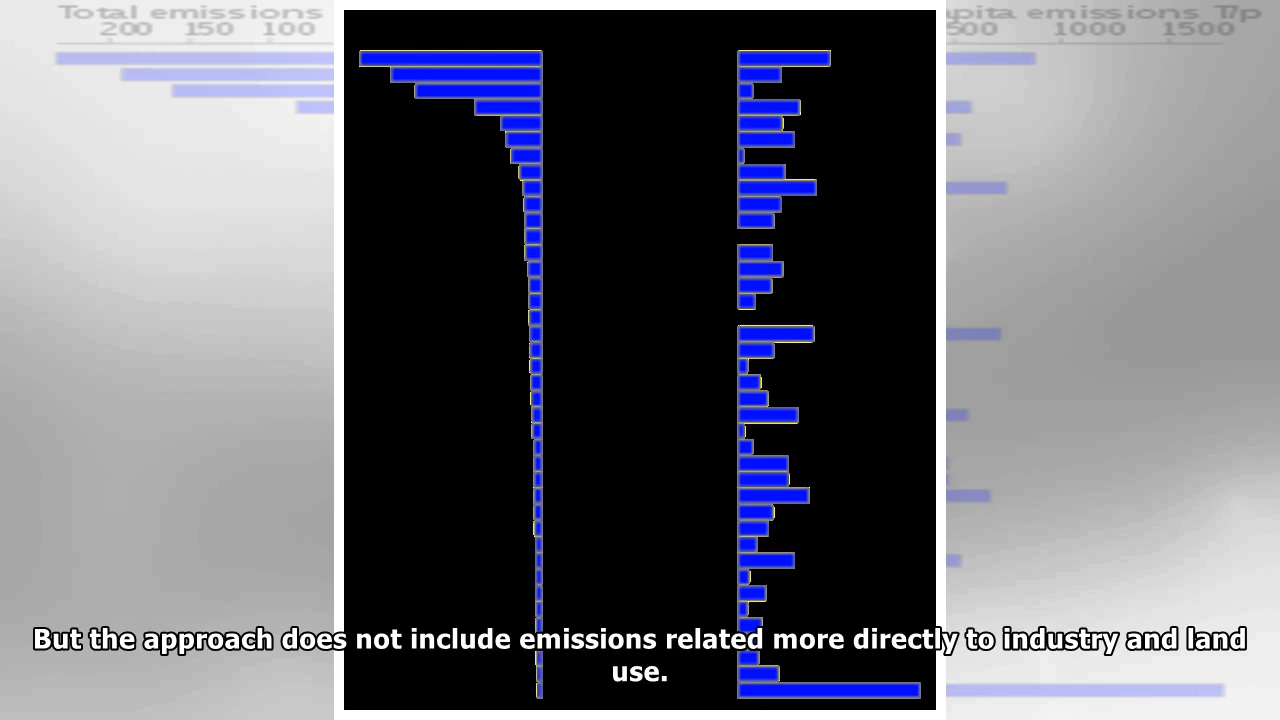 Total emissions
apita emissions T/p
200 150 100
500 1000 1500
But the approach does not include emissions related more directly to industry and land
use.